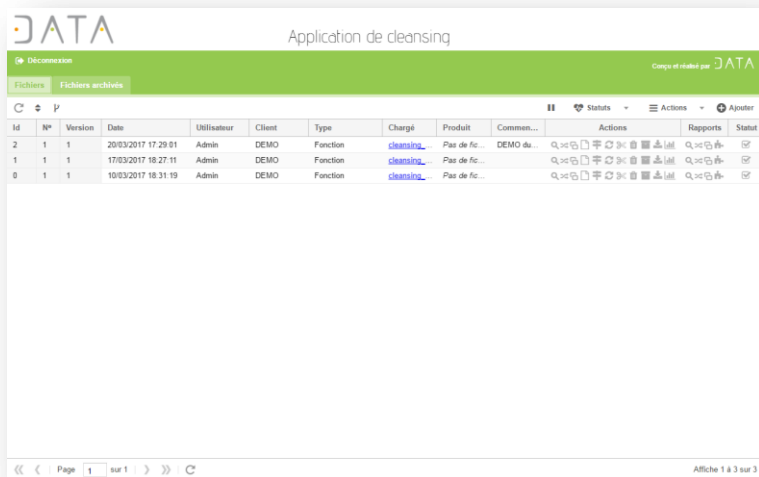 DATA
Application de cleansing
Déconnexion
Conçu et réalisé par DATA
Fichiers Fichiers archivés
Statuts Actions Ajouter
Id N° Version Date Utilisateur Client Type Chargé Produit Commen... Actions Rapports Statut
2 1 1 20/03/2017 17:29:01 Admin DEMO Fonction cleansing_... Pas de fic... DEMO du...
1 1 1 17/03/2017 18:27:11 Admin DEMO Fonction cleansing_... Pas de fic...
0 1 1 10/03/2017 18:31:19 Admin DEMO Fonction cleansing_... Pas de fic...
Page 1 sur 1 Affiche 1 à 3 sur 3